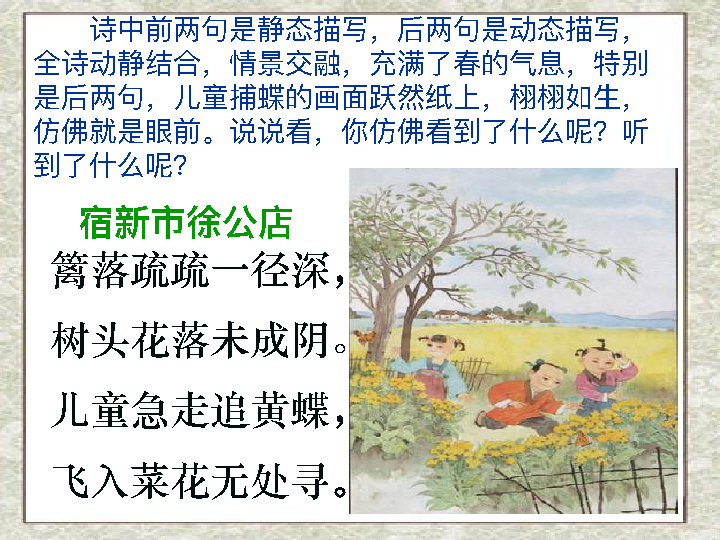 诗中前两句是静态描写，后两句是动态描写，
全诗动静结合，情景交融，充满了春的气息，特别
是后两句，儿童捕蝶的画面跃然纸上，栩栩如生，
仿佛就是眼前。说说看，你仿佛看到了什么呢？听
到了什么呢？
宿新市徐公店
篱落疏疏一径深，
树头花落未成阴。
儿童急走追黄蝶，
飞入菜花无处寻。